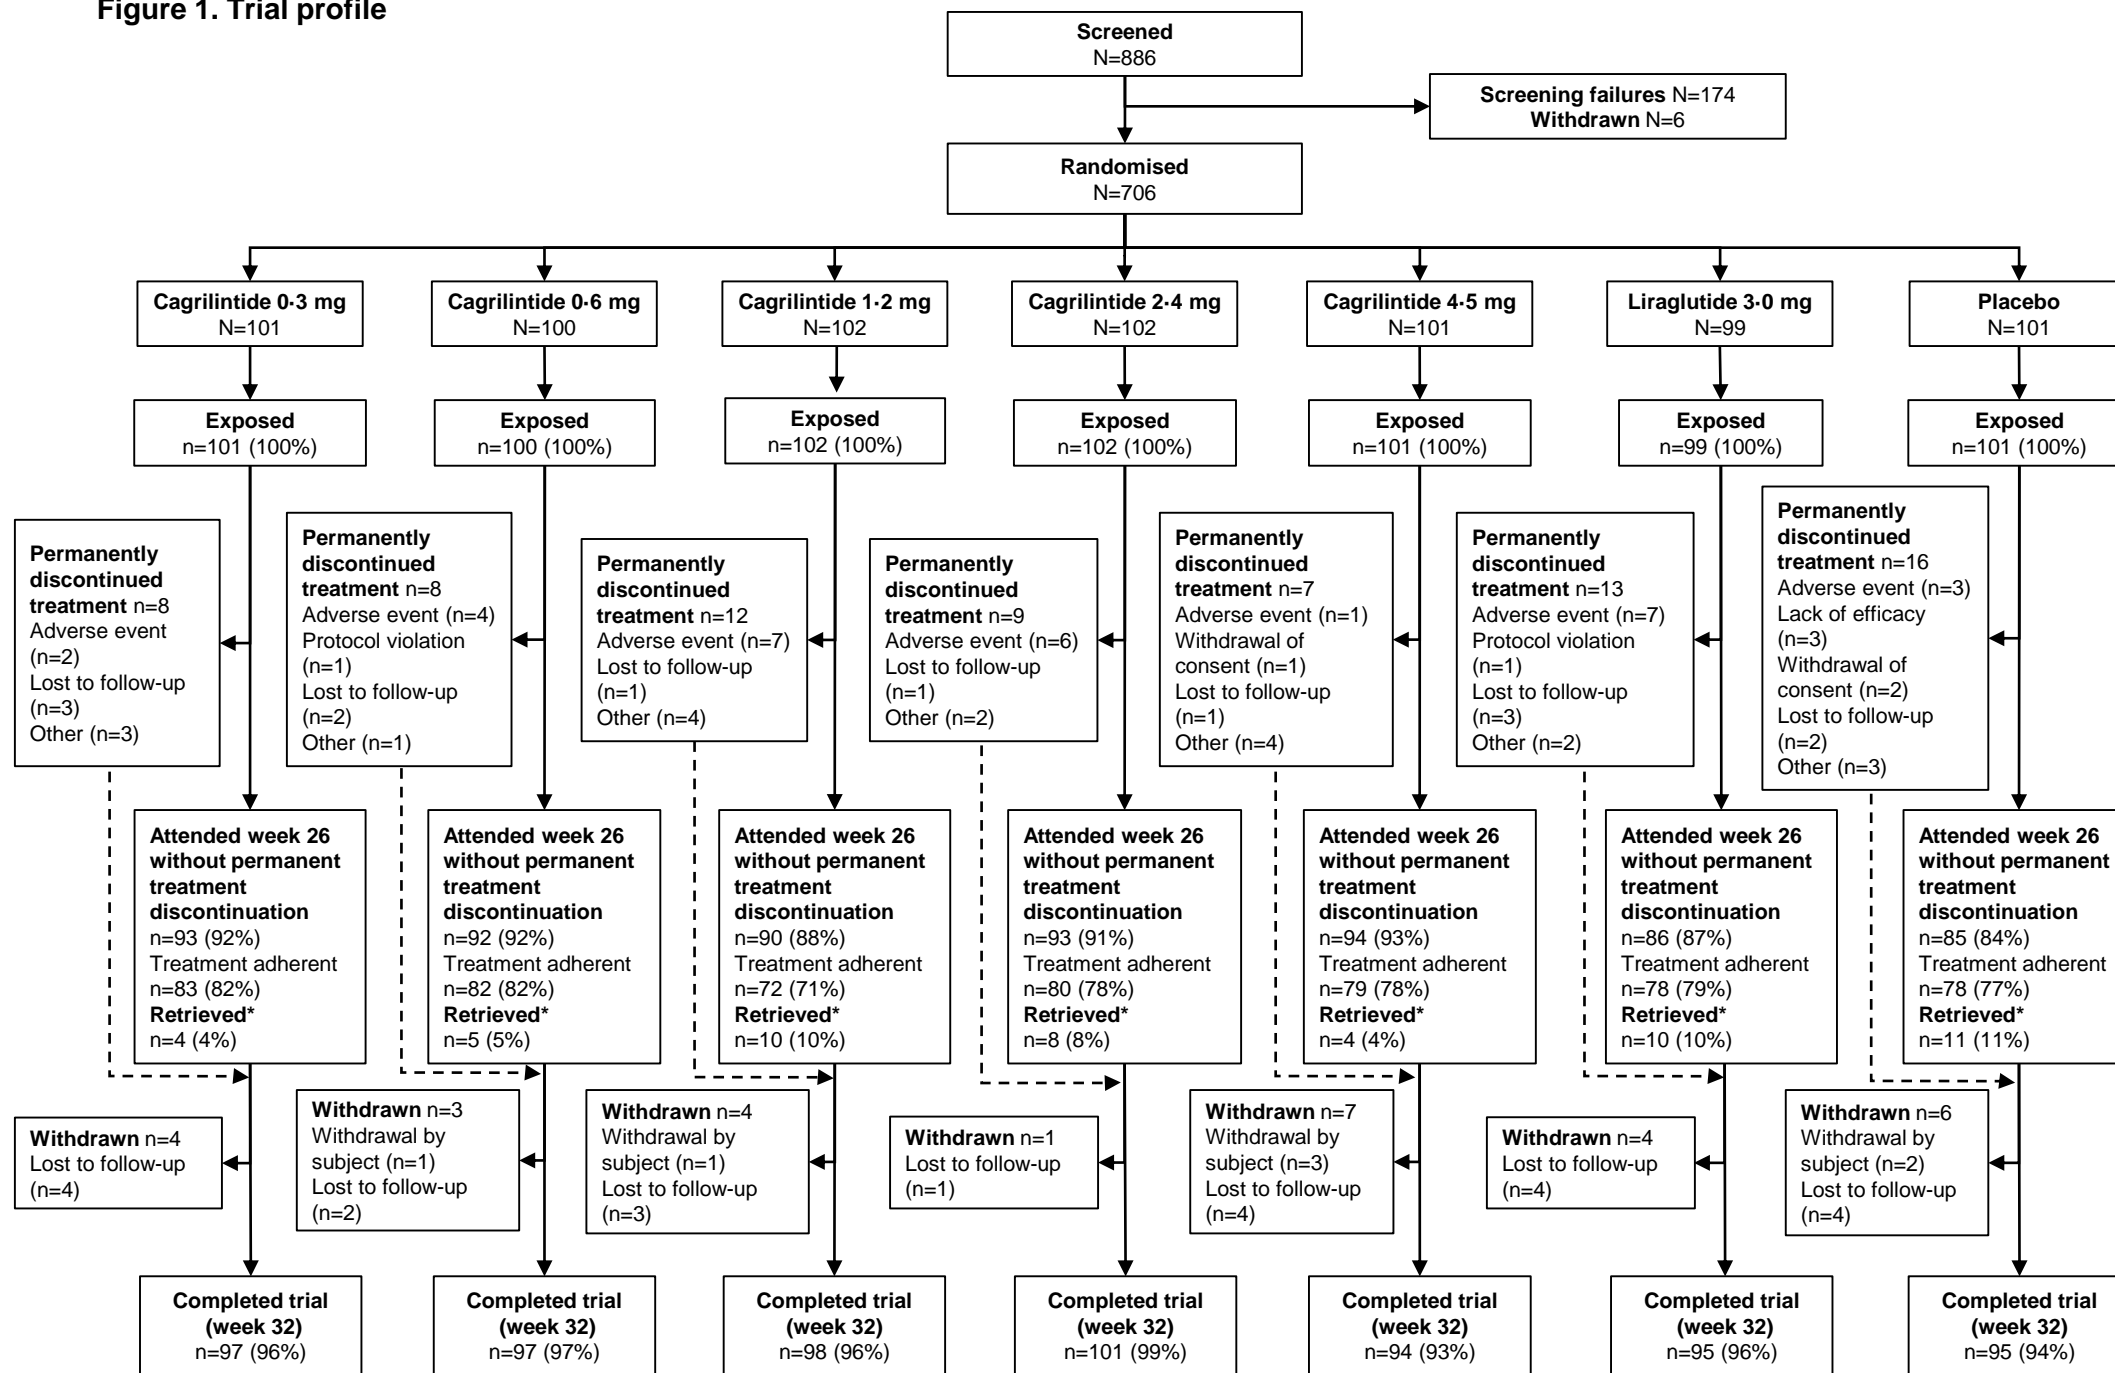 Figure 1. Trial profile
Screened
N=886
Screening failures N=174
Withdrawn N=6
Randomised
N=706
Cagrilintide 0·3 mg
N=101
Cagrilintide 0·6 mg
N=100
Cagrilintide 1·2 mg
N=102
Cagrilintide 2·4 mg
N=102
Cagrilintide 4·5 mg
N=101
Liraglutide 3·0 mg
N=99
Placebo
N=101
Exposed
n=101 (100%)
Exposed
n=100 (100%)
Exposed
n=102 (100%)
Exposed
n=102 (100%)
Exposed
n=101 (100%)
Exposed
n=99 (100%)
Exposed
n=101 (100%)
Permanently
discontinued
treatment n=8
Adverse event
(n=2)
Lost to follow-up
(n=3)
Other (n=3)
Permanently
discontinued
treatment n=8
Adverse event (n=4)
Protocol violation
(n=1)
Lost to follow-up
(n=2)
Other (n=1)
Permanently
discontinued
treatment n=12
Adverse event (n=7)
Lost to follow-up
(n=1)
Other (n=4)
Permanently
discontinued
treatment n=9
Adverse event (n=6)
Lost to follow-up
(n=1)
Other (n=2)
Permanently
discontinued
treatment n=7
Adverse event (n=1)
Withdrawal of
consent (n=1)
Lost to follow-up
(n=1)
Other (n=4)
Permanently
discontinued
treatment n=13
Adverse event (n=7)
Protocol violation
(n=1)
Lost to follow-up
(n=3)
Other (n=2)
Permanently
discontinued
treatment n=16
Adverse event (n=3)
Lack of efficacy
(n=3)
Withdrawal of
consent (n=2)
Lost to follow-up
(n=2)
Other (n=3)
Attended week 26
without permanent
treatment
discontinuation
n=93 (92%)
Treatment adherent
n=83 (82%)
Retrieved*
n=4 (4%)
Attended week 26
without permanent
treatment
discontinuation
n=92 (92%)
Treatment adherent
n=82 (82%)
Retrieved*
n=5 (5%)
Attended week 26
without permanent
treatment
discontinuation
n=90 (88%)
Treatment adherent
n=72 (71%)
Retrieved*
n=10 (10%)
Attended week 26
without permanent
treatment
discontinuation
n=93 (91%)
Treatment adherent
n=80 (78%)
Retrieved*
n=8 (8%)
Attended week 26
without permanent
treatment
discontinuation
n=94 (93%)
Treatment adherent
n=79 (78%)
Retrieved*
n=4 (4%)
Attended week 26
without permanent
treatment
discontinuation
n=86 (87%)
Treatment adherent
n=78 (79%)
Retrieved*
n=10 (10%)
Attended week 26
without permanent
treatment
discontinuation
n=85 (84%)
Treatment adherent
n=78 (77%)
Retrieved*
n=11 (11%)
Withdrawn n=4
Lost to follow-up
(n=4)
Withdrawn n=3
Withdrawal by
subject (n=1)
Lost to follow-up
(n=2)
Withdrawn n=4
Withdrawal by
subject (n=1)
Lost to follow-up
(n=3)
Withdrawn n=1
Lost to follow-up
(n=1)
Withdrawn n=7
Withdrawal by
subject (n=3)
Lost to follow-up
(n=4)
Withdrawn n=4
Lost to follow-up
(n=4)
Withdrawn n=6
Withdrawal by
subject (n=2)
Lost to follow-up
(n=4)
Completed trial
(week 32)
n=97 (96%)
Completed trial
(week 32)
n=97 (97%)
Completed trial
(week 32)
n=98 (96%)
Completed trial
(week 32)
n=101 (99%)
Completed trial
(week 32)
n=94 (93%)
Completed trial
(week 32)
n=95 (96%)
Completed trial
(week 32)
n=95 (94%)